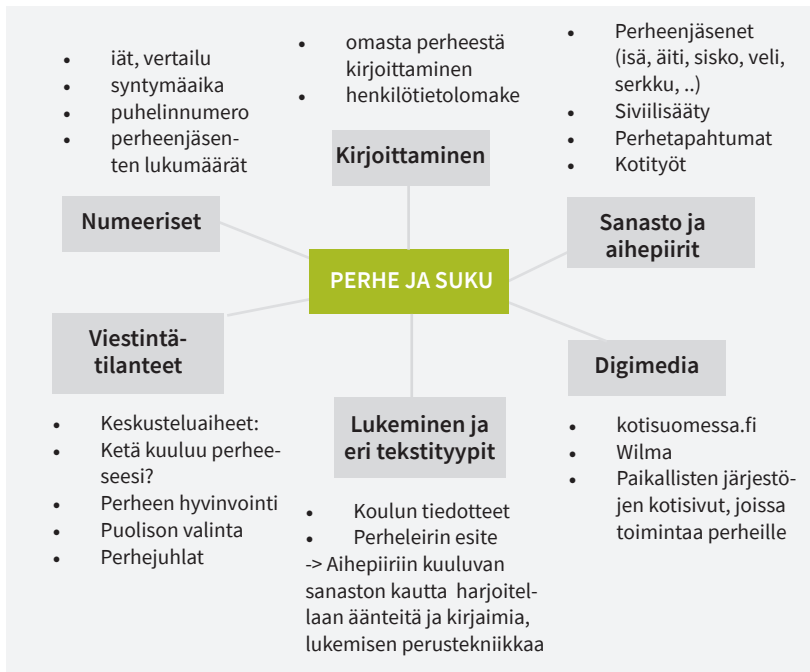 • iät, vertailu
• syntymäaika
• puhelinnumero
• perheenjäsen-
ten lukumäärät
Numeeriset
• omasta perheestä
kirjoittaminen
• henkilötietolomake
Kirjoittaminen
• Perheenjäsenet
(isä, äiti, sisko, veli,
serkku, ..)
• Siviilisääty
• Perhetapahtumat
• Kotityöt
Sanasto ja
aihepiirit
PERHE JA SUKU
Viestintä-
tilanteet
• Keskusteluaiheet:
• Ketä kuuluu perhee-
seesi?
• Perheen hyvinvointi
• Puolison valinta
• Perhejuhlat
Lukeminen ja
eri tekstityypit
• Koulun tiedotteet
• Perheleirin esite
-> Aihepiiriin kuuluvan
sanaston kautta harjoitel-
laan äänteitä ja kirjaimia,
lukemisen perustekniikkaa
Digimedia
• kotisuomessa.fi
• Wilma
• Paikallisten järjestö-
jen kotisivut, joissa
toimintaa perheille